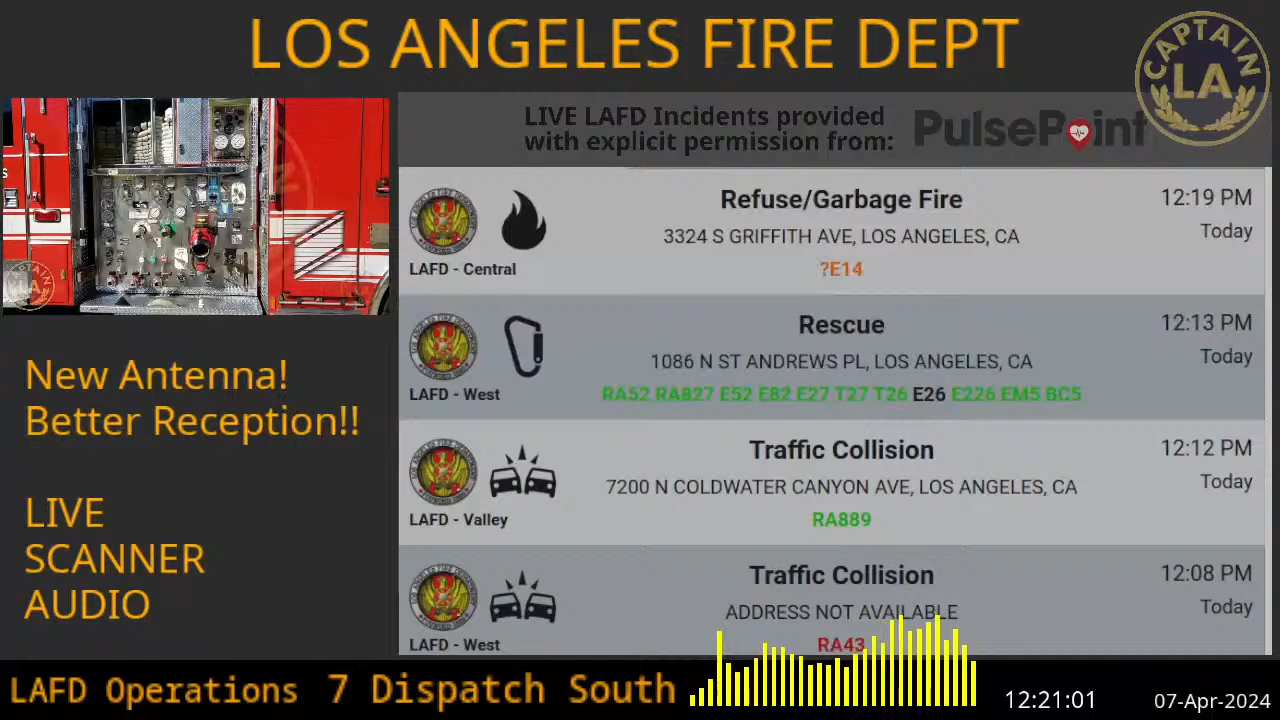 LOS ANGELES FIRE DEPT
CAPTAIN
LA
LIVE LAFD Incidents provided
with explicit permission from:
PulsePoint
Refuse/Garbage Fire
12:19 PM
3324 S GRIFFITH AVE, LOS ANGELES, CA
Today
LAFD - Central
?E14
Rescue
12:13 PM
1086 N ST ANDREWS PL, LOS ANGELES, CA
Today
LAFD - West
RA52 RA827 E52 E82 E27 T27 T26 E26 E226 EM5 BC5
Traffic Collision
12:12 PM
7200 N COLDWATER CANYON AVE, LOS ANGELES, CA
Today
LAFD - Valley
RA889
Traffic Collision
12:08 PM
ADDRESS NOT AVAILABLE
Today
LAFD - West
RA43
New Antenna!
Better Reception!!
LIVE
SCANNER
AUDIO
LAFD Operations 7 Dispatch South
12:21:01
07-Apr-2024